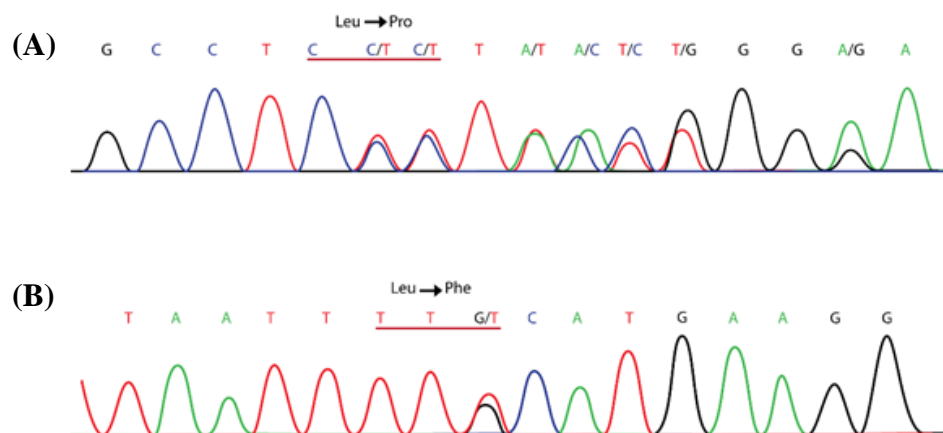 Leu → Pro
(A) G C C T C C/T C/T T A/T A/C T/C T/G G G A/G A
Leu → Phe
(B) T A A T T T T G/T C A T G A A G G